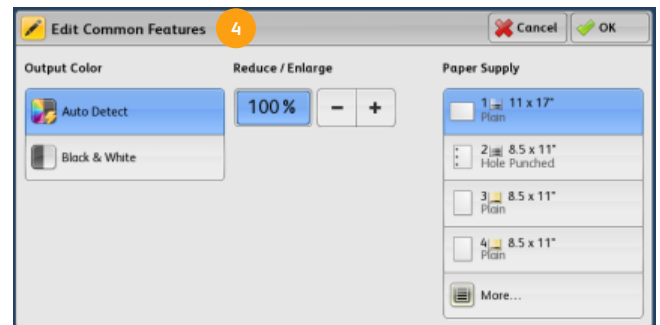 Edit Common Features 4 Cancel OK
Output Color Reduce / Enlarge Paper Supply
Auto Detect 100% − + 1 11 x 17"
Plain
Black & White 2 8.5 x 11"
Hole Punched
3 8.5 x 11"
Plain
4 8.5 x 11"
Plain
More...